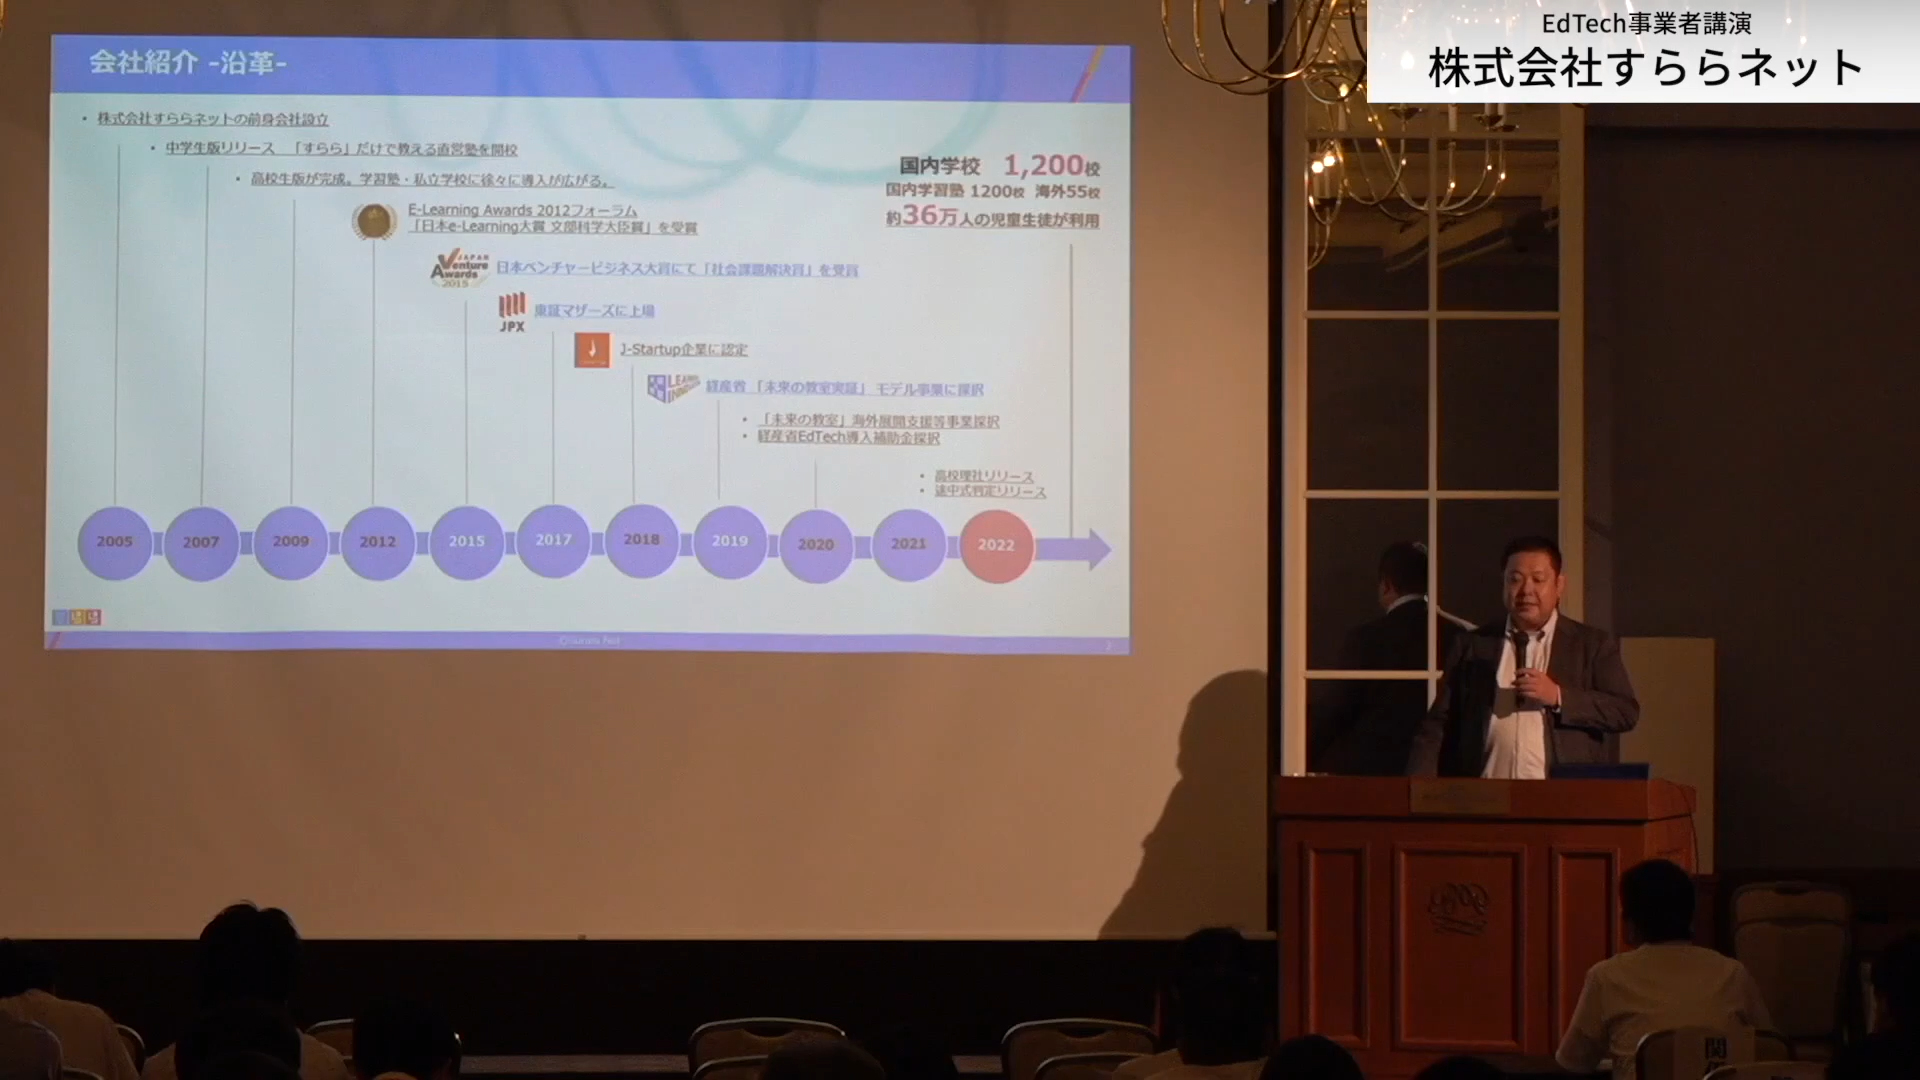 EdTech事業者講演
株式会社すららネット
会社紹介 -沿革-
・ 株式会社すららネットの前身会社設立
・ 中学生版リリース 「すらら」だけで教える直営塾を開校
・ 高校生版が完成。学習塾・私立学校に徐々に導入が広がる。
国内学校 1,200校
国内学習塾 1200校 海外55校
約36万人の児童生徒が利用
E-Learning Awards 2012フォーラム
「日本e-Learning大賞 文部科学大臣賞」を受賞
JAPAN
Venture
Awards
2015
日本ベンチャービジネス大賞にて「社会課題解決賞」を受賞
JPX
東証マザーズに上場
J-Startup企業に認定
経産省 「未来の教室実証」 モデル事業に採択
・ 「未来の教室」海外展開支援等事業採択
・ 経産省EdTech導入補助金採択
・ 高校理社リリース
・ 途中式判定リリース
2005 2007 2009 2012 2015 2017 2018 2019 2020 2021 2022
すらら
関